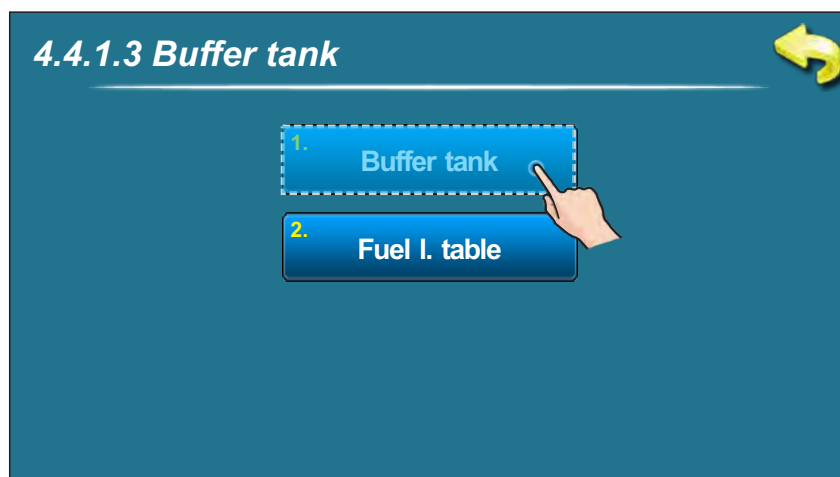 4.4.1.3 Buffer tank
1.
Buffer tank
2.
Fuel l. table